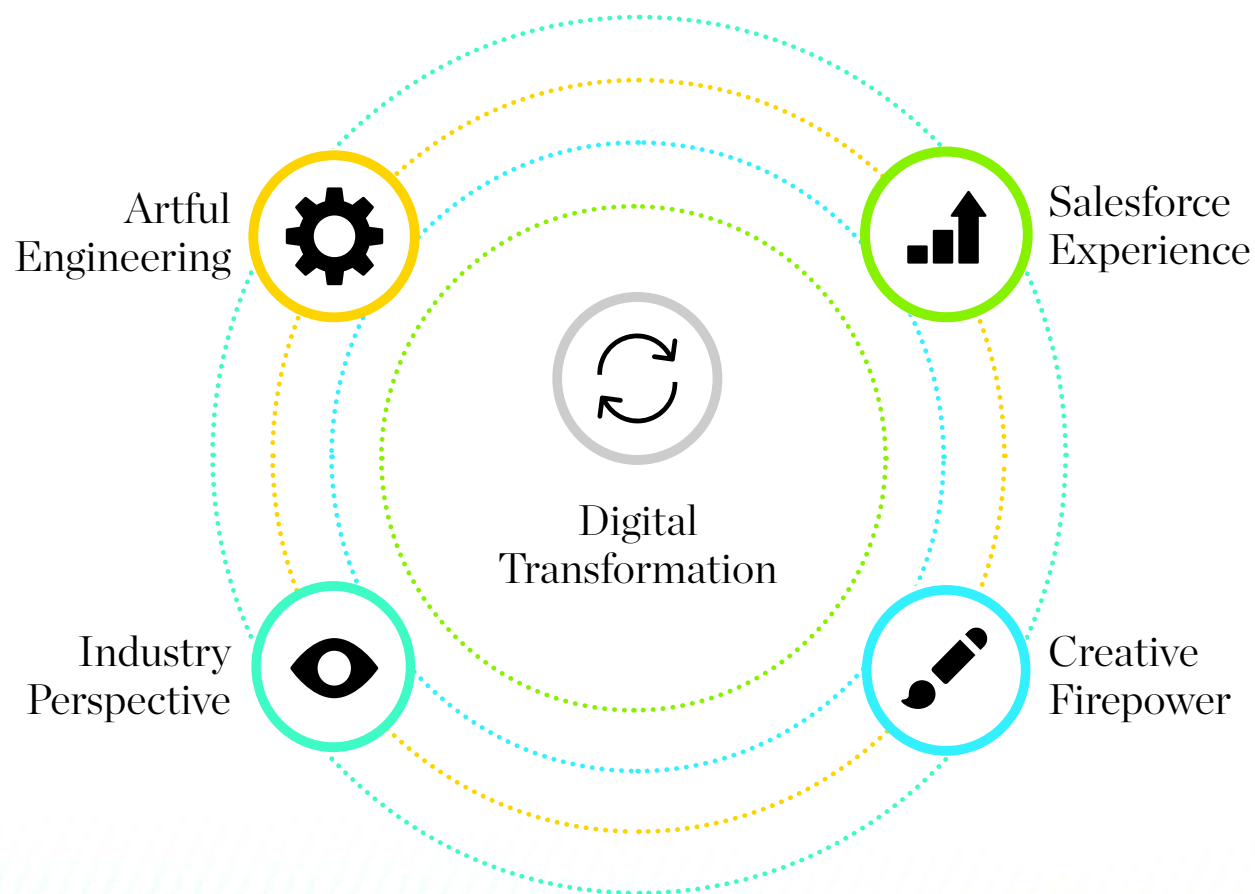 Artful
Engineering
Salesforce
Experience
Digital
Transformation
Industry
Perspective
Creative
Firepower